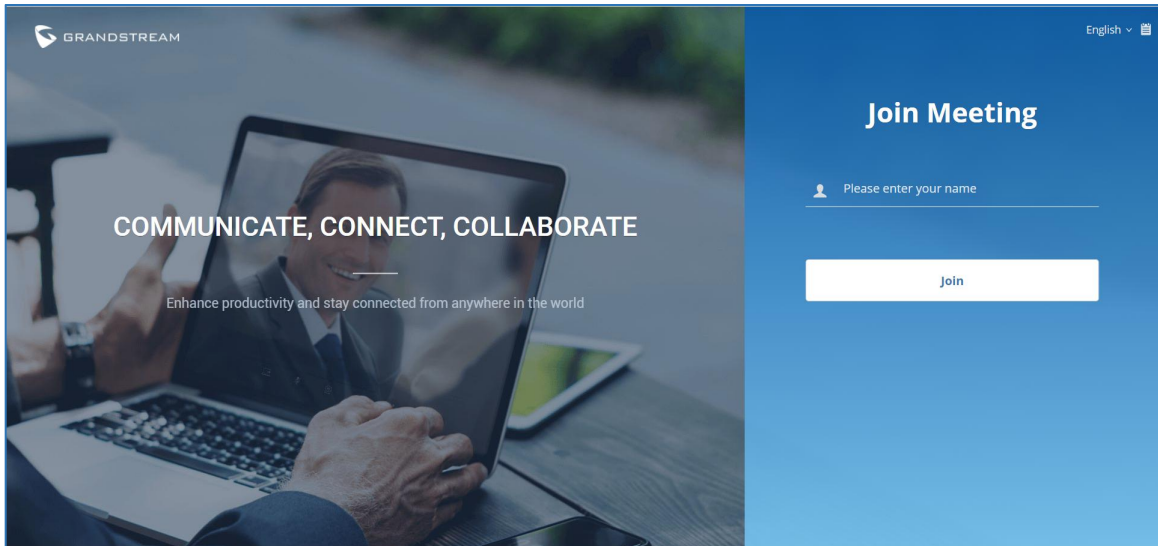 GRANDSTREAM
COMMUNICATE, CONNECT, COLLABORATE
Enhance productivity and stay connected from anywhere in the world
English
Join Meeting
Please enter your name
Join